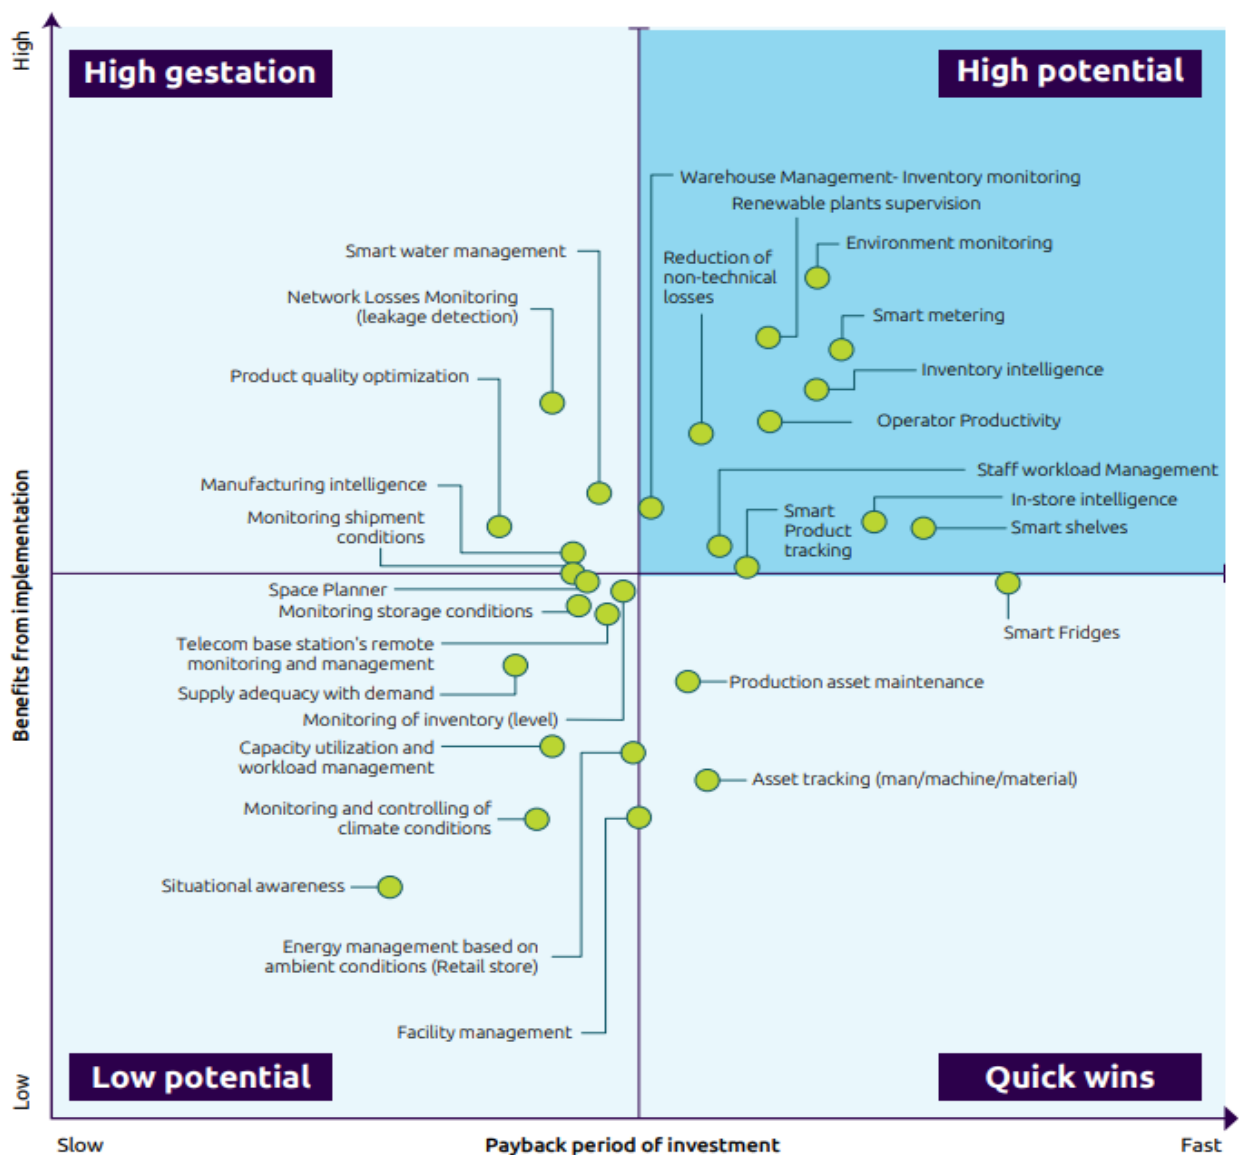 High
High gestation
High potential
Warehouse Management- Inventory monitoring
Renewable plants supervision
Environment monitoring
Smart water management
Reduction of
non-technical
losses
Network Losses Monitoring
(leakage detection)
Smart metering
Product quality optimization
Inventory intelligence
Operator Productivity
Staff workload Management
Manufacturing intelligence
In-store intelligence
Monitoring shipment
conditions
Smart
Product
tracking
Smart shelves
Space Planner
Monitoring storage conditions
Smart Fridges
Telecom base station's remote
monitoring and management
Production asset maintenance
Supply adequacy with demand
Monitoring of inventory (level)
Capacity utilization and
workload management
Asset tracking (man/machine/material)
Monitoring and controlling of
climate conditions
Situational awareness
Energy management based on
ambient conditions (Retail store)
Facility management
Benefits from implementation
Low potential
Quick wins
Low
Slow
Payback period of investment
Fast